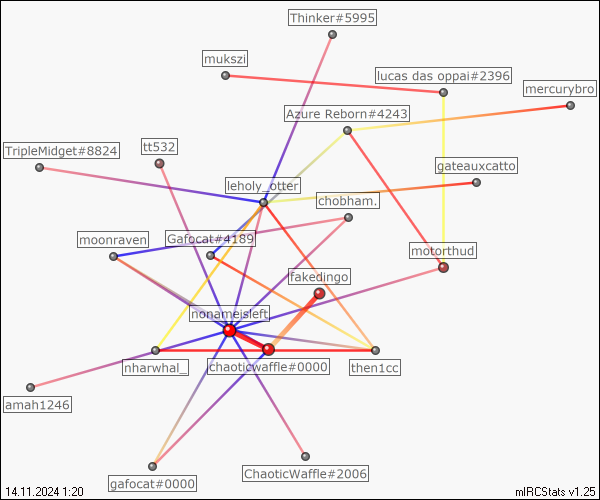 Thinker#5995
mukszi
lucas das oppai#2396
mercurybro
Azure Reborn#4243
TripleMidget#8824
tt532
gateauxcatto
leholy_otter
chobham.
moonraven
Gafocat#4189
motorthud
fakedingo
nonameisleft
nharwhal_
chaoticwaffle#0000
then1cc
amah1246
gafocat#0000
ChaoticWaffle#2006
14.11.2024 1:20
mIRCStats v1.25